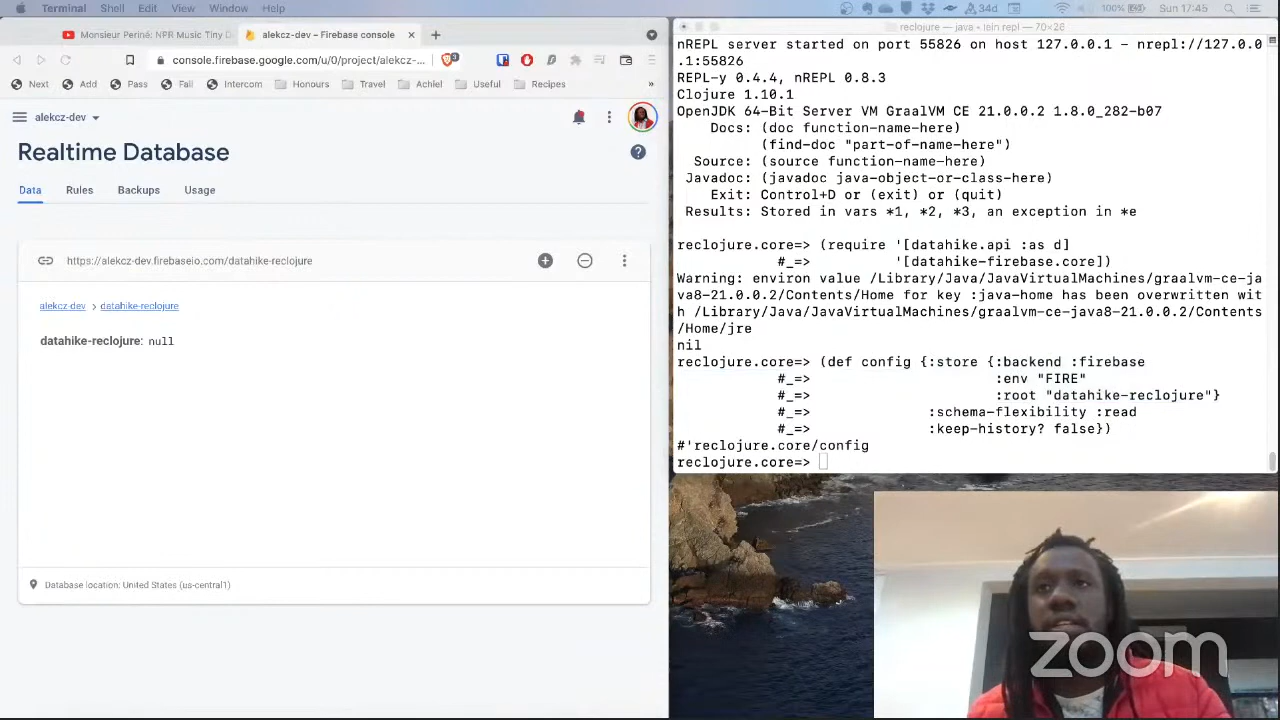 Terminal Shell Edit View Window Help
34d 100% Sun 17:45
Monsieur Periné: NPR Music Tiny D
alekcz-dev – Firebase console
console.firebase.google.com/u/0/project/alekcz-...
Next Add Pass Fail Intercom Honours Travel Achiel Useful Recipes »
alekcz-dev
Realtime Database
Data Rules Backups Usage
https://alekcz-dev.firebaseio.com/datahike-reclojure
alekcz-dev > datahike-reclojure
datahike-reclojure: null
Database location: United States (us-central1)
reclojure — java ‹ lein repl — 70×26
nREPL server started on port 55826 on host 127.0.0.1 - nrepl://127.0.0
.1:55826
REPL-y 0.4.4, nREPL 0.8.3
Clojure 1.10.1
OpenJDK 64-Bit Server VM GraalVM CE 21.0.0.2 1.8.0_282-b07
Docs: (doc function-name-here)
(find-doc "part-of-name-here")
Source: (source function-name-here)
Javadoc: (javadoc java-object-or-class-here)
Exit: Control+D or (exit) or (quit)
Results: Stored in vars *1, *2, *3, an exception in *e
reclojure.core=> (require '[datahike.api :as d]
#_=> '[datahike-firebase.core])
Warning: environ value /Library/Java/JavaVirtualMachines/graalvm-ce-ja
va8-21.0.0.2/Contents/Home for key :java-home has been overwritten wit
h /Library/Java/JavaVirtualMachines/graalvm-ce-java8-21.0.0.2/Contents
/Home/jre
nil
reclojure.core=> (def config {:store {:backend :firebase
#_=> :env "FIRE"
#_=> :root "datahike-reclojure"}
#_=> :schema-flexibility :read
#_=> :keep-history? false})
#'reclojure.core/config
reclojure.core=>
zoom